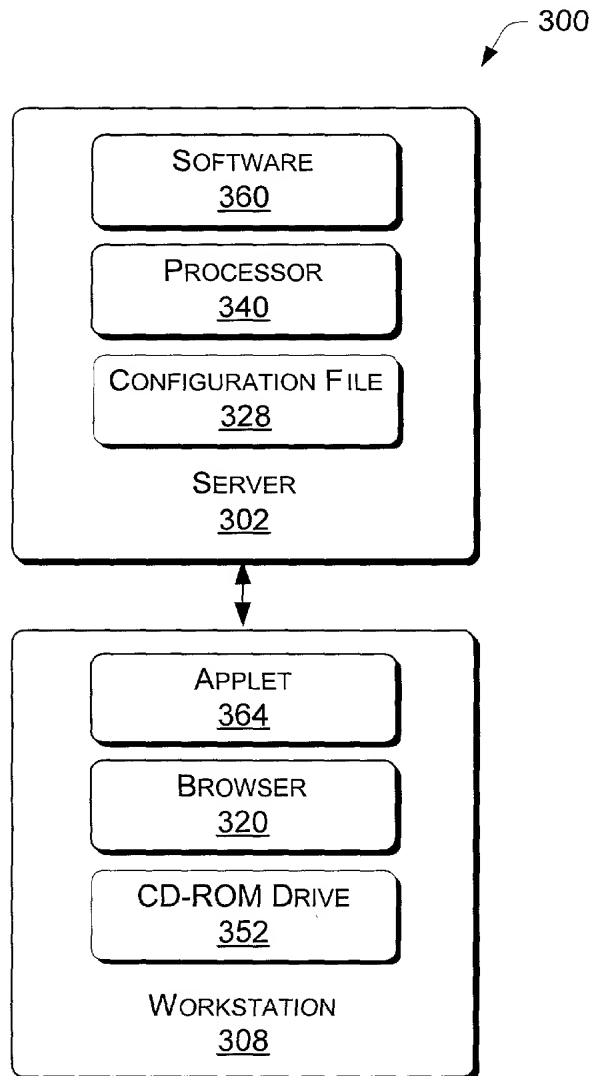 300
SOFTWARE
360
PROCESSOR
340
CONFIGURATION FILE
328
SERVER
302
APPLET
364
BROWSER
320
CD-ROM DRIVE
352
WORKSTATION
308